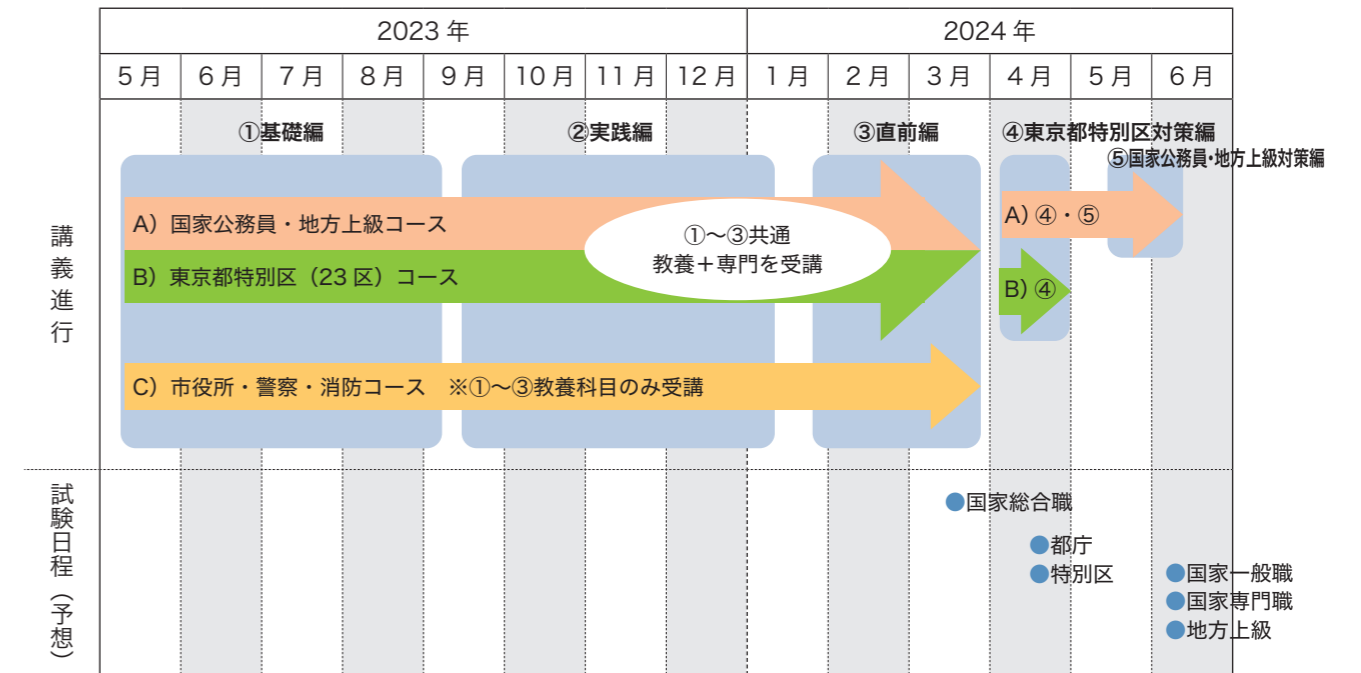 2023 年
2024 年
5 月
6 月
7 月
8 月
9 月
10 月
11 月
12 月
1 月
2 月
3 月
4 月
5 月
6 月
講義進行
①基礎編
②実践編
③直前編
④東京都特別区対策編
⑤国家公務員・地方上級対策編
A）国家公務員・地方上級コース
B）東京都特別区（23 区）コース
①～③共通
教養＋専門を受講
A）④・⑤
B）④
C）市役所・警察・消防コース　※①～③教養科目のみ受講
試験日程（予想）
国家総合職
都庁
特別区
国家一般職
国家専門職
地方上級